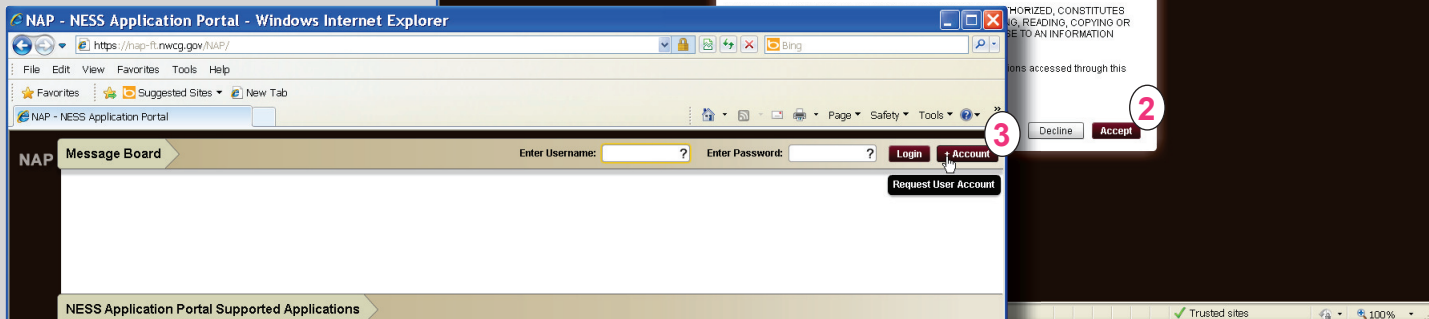 NAP - NESS Application Portal - Windows Internet Explorer
https://nap-ft.nwcg.gov/NAP/
Bing
File Edit View Favorites Tools Help
Favorites Suggested Sites New Tab
NAP - NESS Application Portal
Page Safety Tools
»
3
NAP Message Board Enter Username: ? Enter Password: ? Login + Account
Request User Account
NESS Application Portal Supported Applications
HORIZED, CONSTITUTES
G, READING, COPYING OR
SE TO AN INFORMATION
ions accessed through this
2
Decline Accept
Trusted sites 100%